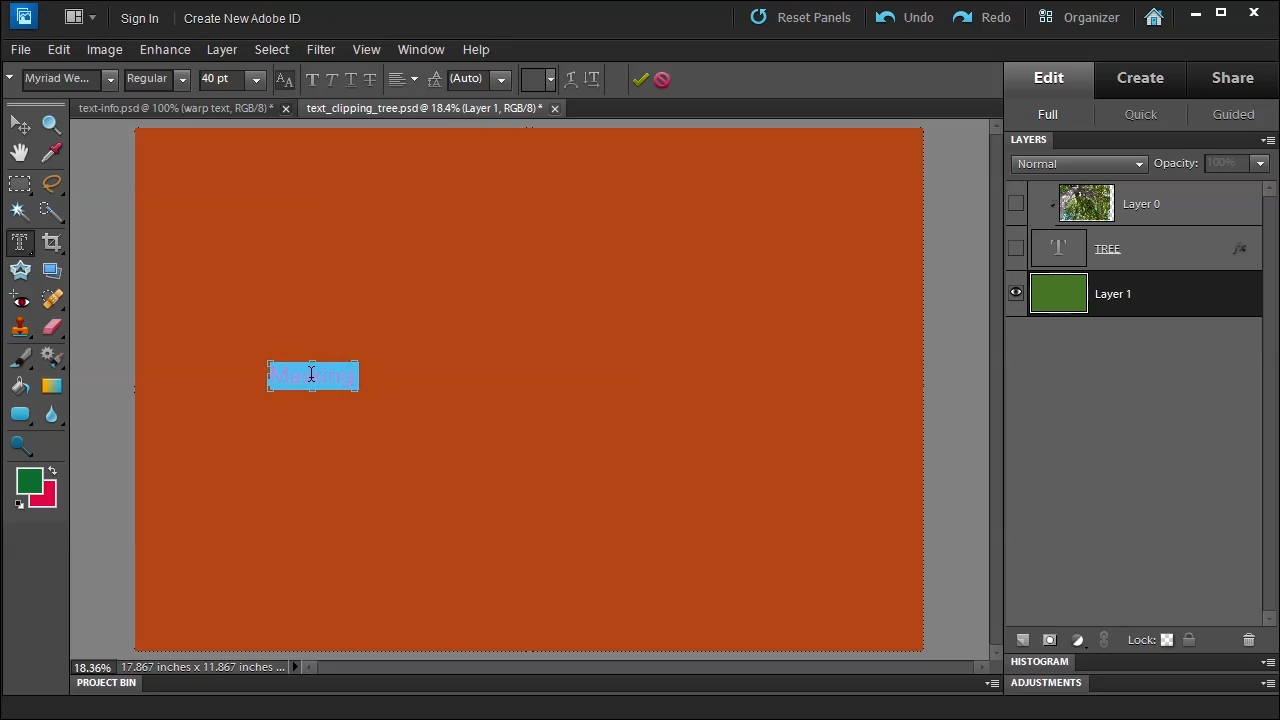 Sign In
Create New Adobe ID
Reset Panels
Undo
Redo
Organizer
File Edit Image Enhance Layer Select Filter View Window Help
Myriad We... Regular 40 pt (Auto)
Edit Create Share
text-info.psd @ 100% (warp text, RGB/8) *
text_clipping_tree.psd @ 18.4% (Layer 1, RGB/8) *
Full Quick Guided
LAYERS
Normal Opacity: 100%
Layer 0
T TREE fx
Layer 1
Masking
Lock:
18.36% 17.867 inches x 11.867 inches ...
HISTOGRAM
PROJECT BIN
ADJUSTMENTS